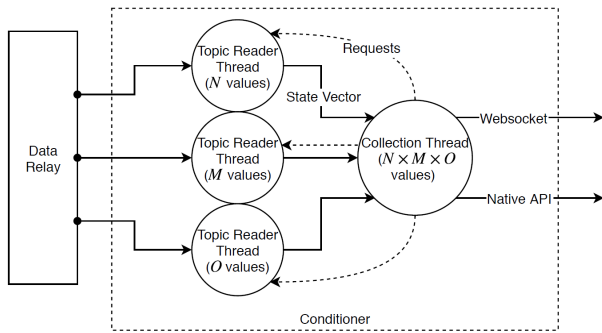 Data
Relay
Topic Reader
Thread
(N values)
Requests
State Vector
Topic Reader
Thread
(M values)
Collection Thread
(N × M × O
values)
Websocket
Native API
Topic Reader
Thread
(O values)
Conditioner